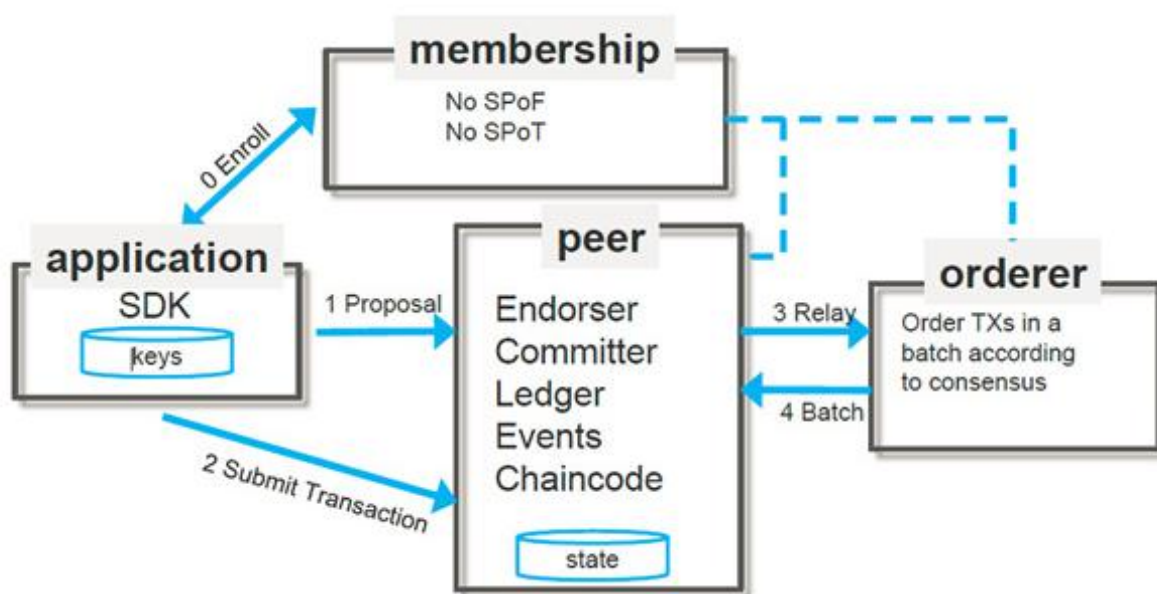 membership
No SPoF
No SPoT
0 Enroll
application
SDK
keys
1 Proposal
2 Submit Transaction
peer
Endorser
Committer
Ledger
Events
Chaincode
state
3 Relay
4 Batch
orderer
Order TXs in a
batch according
to consensus